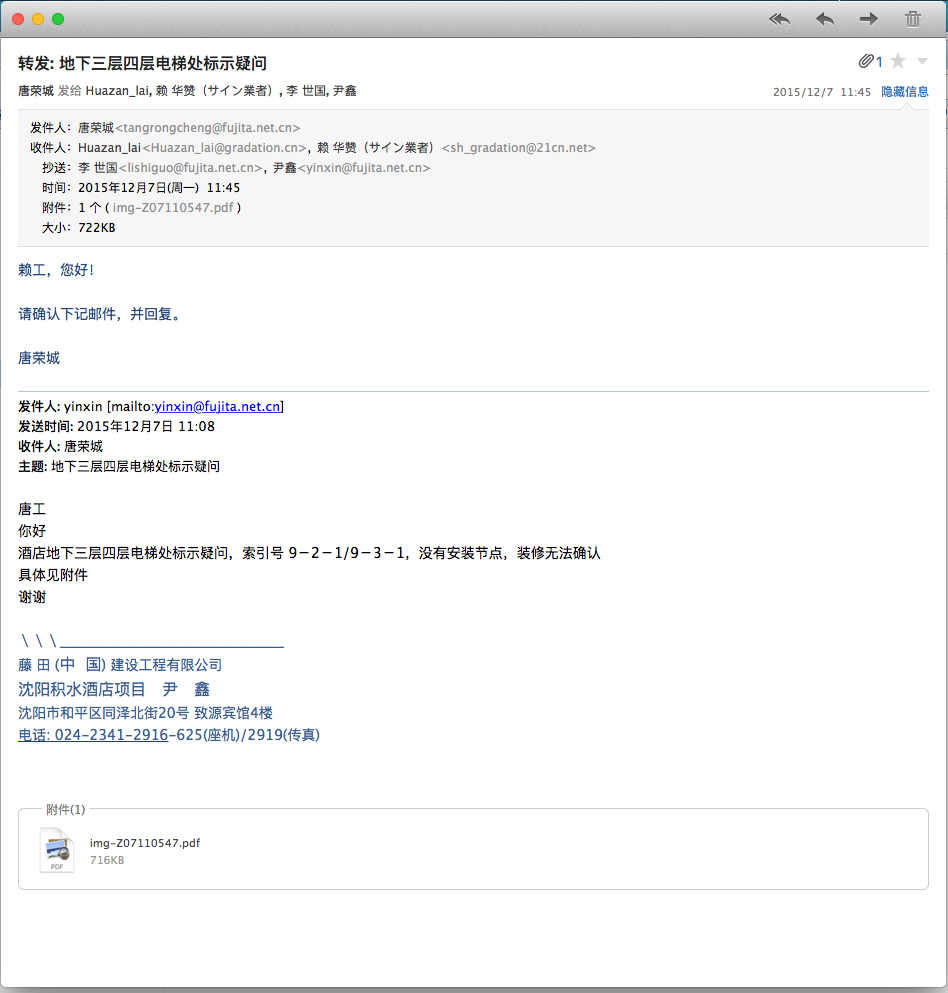 转发: 地下三层四层电梯处标示疑问
1
唐荣城 发给 Huazan_lai, 赖 华赞（サイン業者）, 李 世国, 尹鑫
2015/12/7 11:45 隐藏信息
发件人: 唐荣城<tangrongcheng@fujita.net.cn>
收件人: Huazan_lai<Huazan_lai@gradation.cn>, 赖 华赞（サイン業者）<sh_gradation@21cn.net>
抄送: 李 世国<lishiguo@fujita.net.cn>, 尹鑫<yinxin@fujita.net.cn>
时间: 2015年12月7日(周一) 11:45
附件: 1 个 ( img-Z07110547.pdf )
大小: 722KB
赖工，您好！
请确认下记邮件，并回复。
唐荣城
发件人: yinxin [mailto:yinxin@fujita.net.cn]
发送时间: 2015年12月7日 11:08
收件人: 唐荣城
主题: 地下三层四层电梯处标示疑问
唐工
你好
酒店地下三层四层电梯处标示疑问，索引号 9－2－1/9－3－1，没有安装节点，装修无法确认
具体见附件
谢谢
\ \ \_____________________________
藤 田 (中 国) 建设工程有限公司
沈阳积水酒店项目 尹 鑫
沈阳市和平区同泽北街20号 致源宾馆4楼
电话: 024-2341-2916-625(座机)/2919(传真)
附件(1)
PDF
img-Z07110547.pdf
716KB